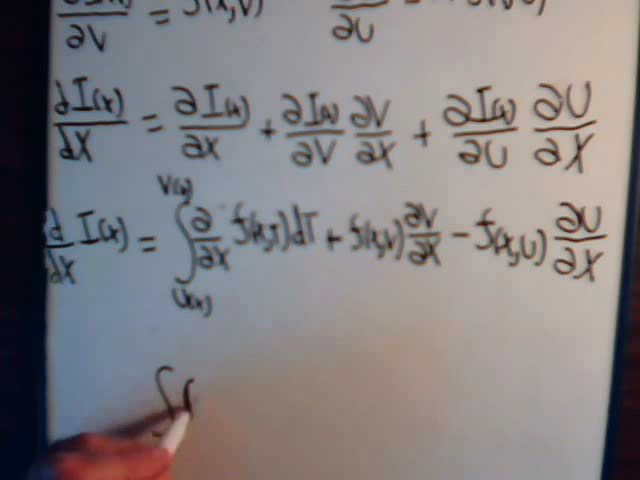 ∂V = f(x,V) ∂U
dI(x)/dX = ∂I(x)/∂X + ∂I(x)/∂V ∂V/∂X + ∂I(x)/∂U ∂U/∂X
d/dX I(x) = ∫_{U(x)}^{V(x)} ∂/∂X f(x,T)dT + f(x,V) ∂V/∂X - f(x,U) ∂U/∂X
∫